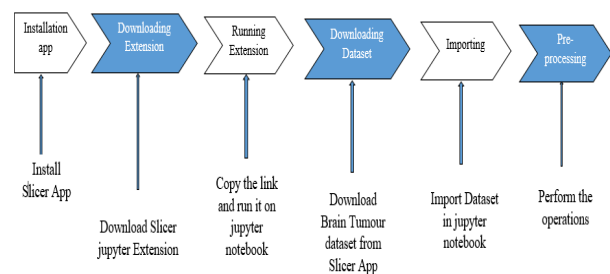 Installation
app
Downloading
Extension
Running
Extension
Downloading
Dataset
Importing
Pre-
processing
Install
Slicer App
Download Slicer
jupyter Extension
Copy the link
and run it on
jupyter
notebook
Download
Brain Tumour
dataset from
Slicer App
Import Dataset
in jupyter
notebook
Perform the
operations